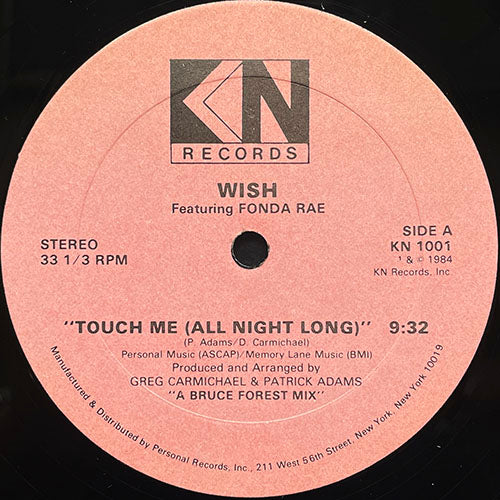 KN
RECORDS
WISH
Featuring FONDA RAE
STEREO
33 1/3 RPM
SIDE A
KN 1001
¹ & © 1984
KN Records, Inc
"TOUCH ME (ALL NIGHT LONG)" 9:32
(P. Adams/D. Carmichael)
Personal Music (ASCAP)/Memory Lane Music (BMI)
Produced and Arranged by
GREG CARMICHAEL & PATRICK ADAMS
"A BRUCE FOREST MIX"
Manufactured & Distributed by Personal Records, Inc., 211 West 56th Street, New York, New York 10019